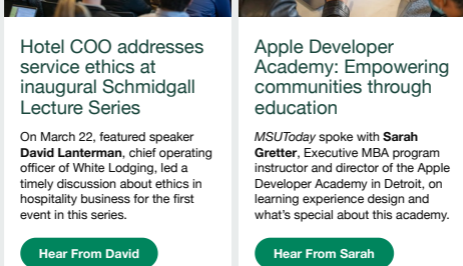 Hotel COO addresses
service ethics at
inaugural Schmidgall
Lecture Series
On March 22, featured speaker
David Lanterman, chief operating
officer of White Lodging, led a
timely discussion about ethics in
hospitality business for the first
event in this series.
Hear From David
Apple Developer
Academy: Empowering
communities through
education
MSUToday spoke with Sarah
Gretter, Executive MBA program
instructor and director of the Apple
Developer Academy in Detroit, on
learning experience design and
what's special about this academy.
Hear From Sarah